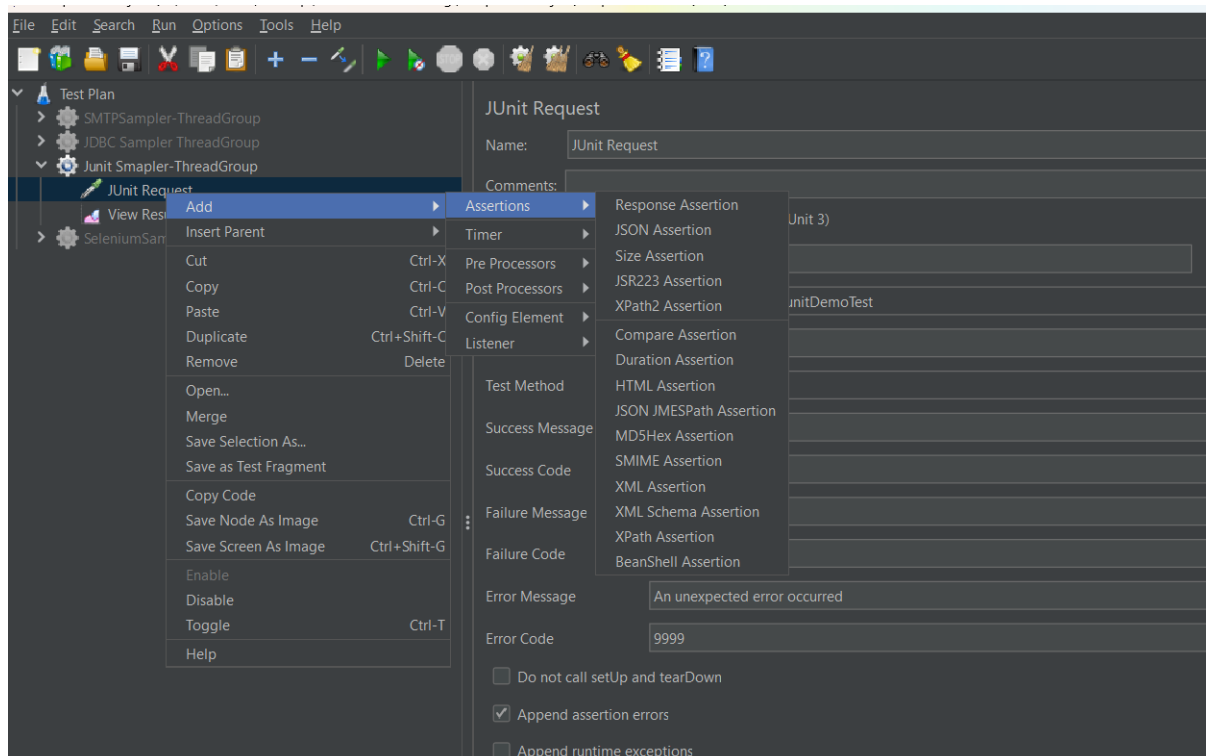 File Edit Search Run Options Tools Help
STOP
Test Plan
SMTPSampler-ThreadGroup
JDBC Sampler ThreadGroup
Junit Smapler-ThreadGroup
JUnit Request
View Res
SeleniumSam
Add
Insert Parent
Cut Ctrl-X
Copy Ctrl-C
Paste Ctrl-V
Duplicate Ctrl+Shift-C
Remove Delete
Open...
Merge
Save Selection As...
Save as Test Fragment
Copy Code
Save Node As Image Ctrl-G
Save Screen As Image Ctrl+Shift-G
Enable
Disable
Toggle Ctrl-T
Help
Assertions
Timer
Pre Processors
Post Processors
Config Element
Listener
Response Assertion
JSON Assertion
Size Assertion
JSR223 Assertion
XPath2 Assertion
Compare Assertion
Duration Assertion
HTML Assertion
JSON JMESPath Assertion
MD5Hex Assertion
SMIME Assertion
XML Assertion
XML Schema Assertion
XPath Assertion
BeanShell Assertion
JUnit Request
Name: JUnit Request
Comments:
Unit 3)
unitDemoTest
Test Method
Success Message
Success Code
Failure Message
Failure Code
Error Message An unexpected error occurred
Error Code 9999
Do not call setUp and tearDown
Append assertion errors
Append runtime exceptions